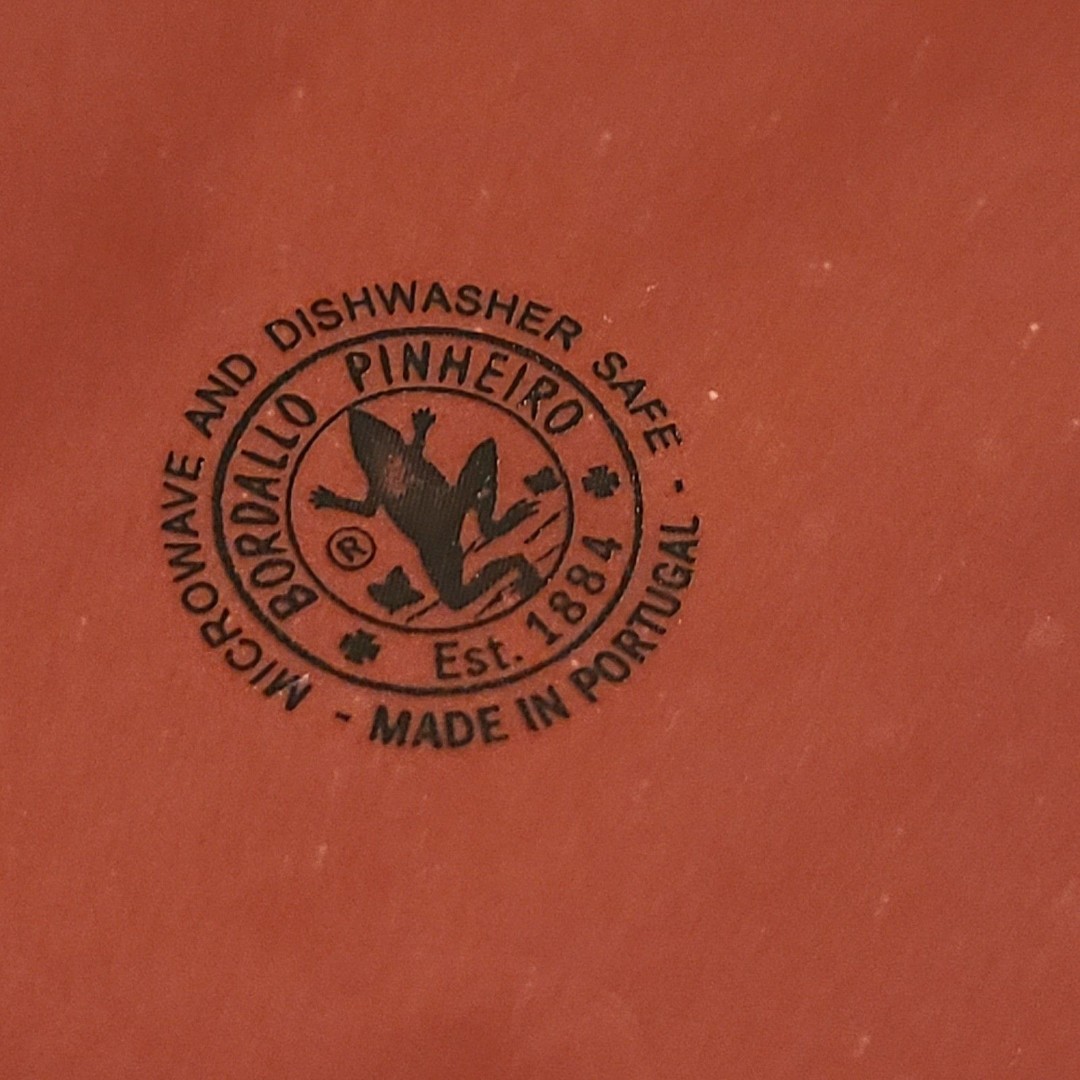 MICROWAVE AND DISHWASHER SAFE -
- MADE IN PORTUGAL
BORDALLO PINHEIRO
Est. 1884
®